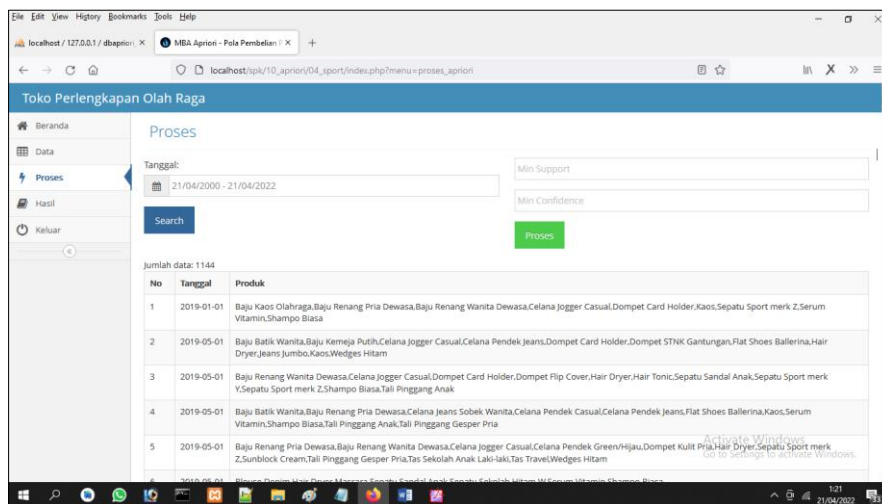 File Edit View History Bookmarks Tools Help
localhost / 127.0.0.1 / dbapriori
MBA Apriori - Pola Pembelian P
localhost/spk/10_apriori/04_sport/index.php?menu=proses_apriori
Toko Perlengkapan Olah Raga
Beranda
Data
Proses
Hasil
Keluar
Proses
Tanggal:
21/04/2000 - 21/04/2022
Search
Min Support
Min Confidence
Proses
Jumlah data: 1144
No Tanggal Produk
1 2019-01-01 Baju Kaos Olahraga,Baju Renang Pria Dewasa,Baju Renang Wanita Dewasa,Celana Jogger Casual,Dompet Card Holder,Kaos,Sepatu Sport merk Z,Serum
Vitamin,Shampo Biasa
2 2019-05-01 Baju Batik Wanita,Baju Kemeja Putih,Celana Jogger Casual,Celana Pendek Jeans,Dompet Card Holder,Dompet STNK Gantungan,Flat Shoes Ballerina,Hair
Dryer,Jeans Jumbo,Kaos,Wedges Hitam
3 2019-05-01 Baju Renang Wanita Dewasa,Celana Jogger Casual,Dompet Card Holder,Dompet Flip Cover,Hair Dryer,Hair Tonic,Sepatu Sandal Anak,Sepatu Sport merk
Y,Sepatu Sport merk Z,Shampo Biasa,Tali Pinggang Anak
4 2019-05-01 Baju Batik Wanita,Baju Renang Pria Dewasa,Celana Jeans Sobek Wanita,Celana Pendek Casual,Celana Pendek Jeans,Flat Shoes Ballerina,Kaos,Serum
Vitamin,Shampo Biasa,Tali Pinggang Anak,Tali Pinggang Gesper Pria
5 2019-05-01 Baju Renang Pria Dewasa,Baju Renang Wanita Dewasa,Celana Jogger Casual,Celana Pendek Green/Hijau,Dompet Kulit Pria,Hair Dryer,Sepatu Sport merk
Z,Sunblock Cream,Tali Pinggang Gesper Pria,Tas Sekolah Anak Laki-laki,Tas Travel,Wedges Hitam
Activate Windows
Go to Settings to activate Windows.
1:21
21/04/2022